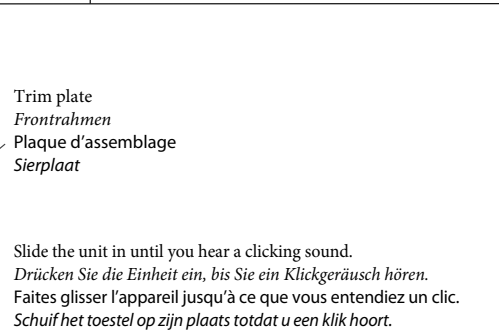 Trim plate
Frontrahmen
Plaque d’assemblage
Sierplaat
Slide the unit in until you hear a clicking sound.
Drücken Sie die Einheit ein, bis Sie ein Klickgeräusch hören.
Faites glisser l’appareil jusqu’à ce que vous entendiez un clic.
Schuif het toestel op zijn plaats totdat u een klik hoort.